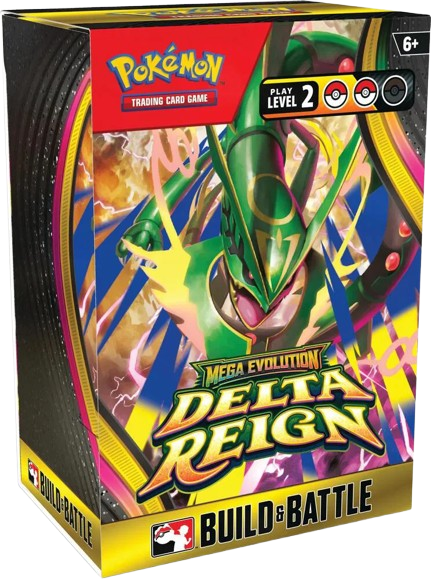 POKÉMON
TRADING CARD GAME
6+
PLAY
LEVEL 2
MEGA EVOLUTION
DELTA
REIGN
BUILD & BATTLE
BUILD & BATTLE